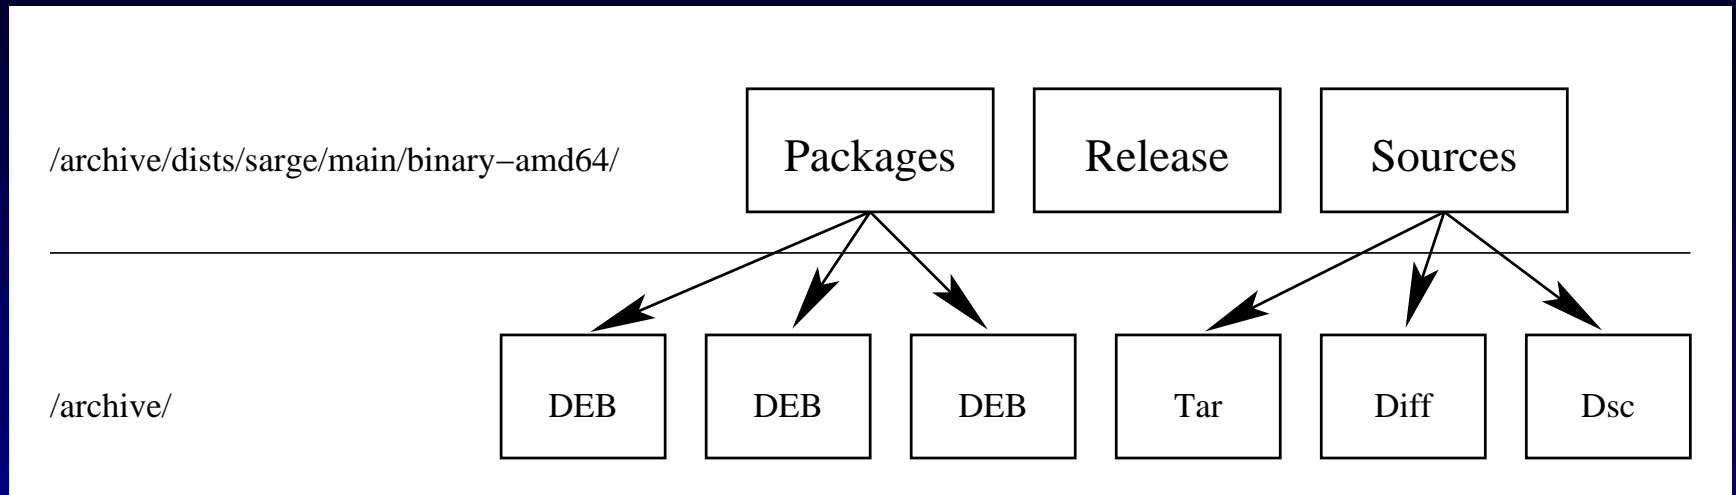 /archive/dists/sarge/main/binary−amd64/ Packages Release Sources
/archive/ DEB DEB DEB Tar Diff Dsc